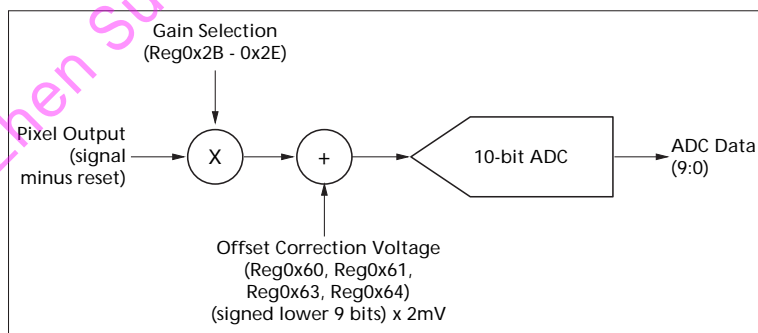 Gain Selection
(Reg0x2B - 0x2E)
Pixel Output
(signal
minus reset)
X
+
10-bit ADC
ADC Data
(9:0)
Offset Correction Voltage
(Reg0x60, Reg0x61,
Reg0x63, Reg0x64)
(signed lower 9 bits) x 2mV